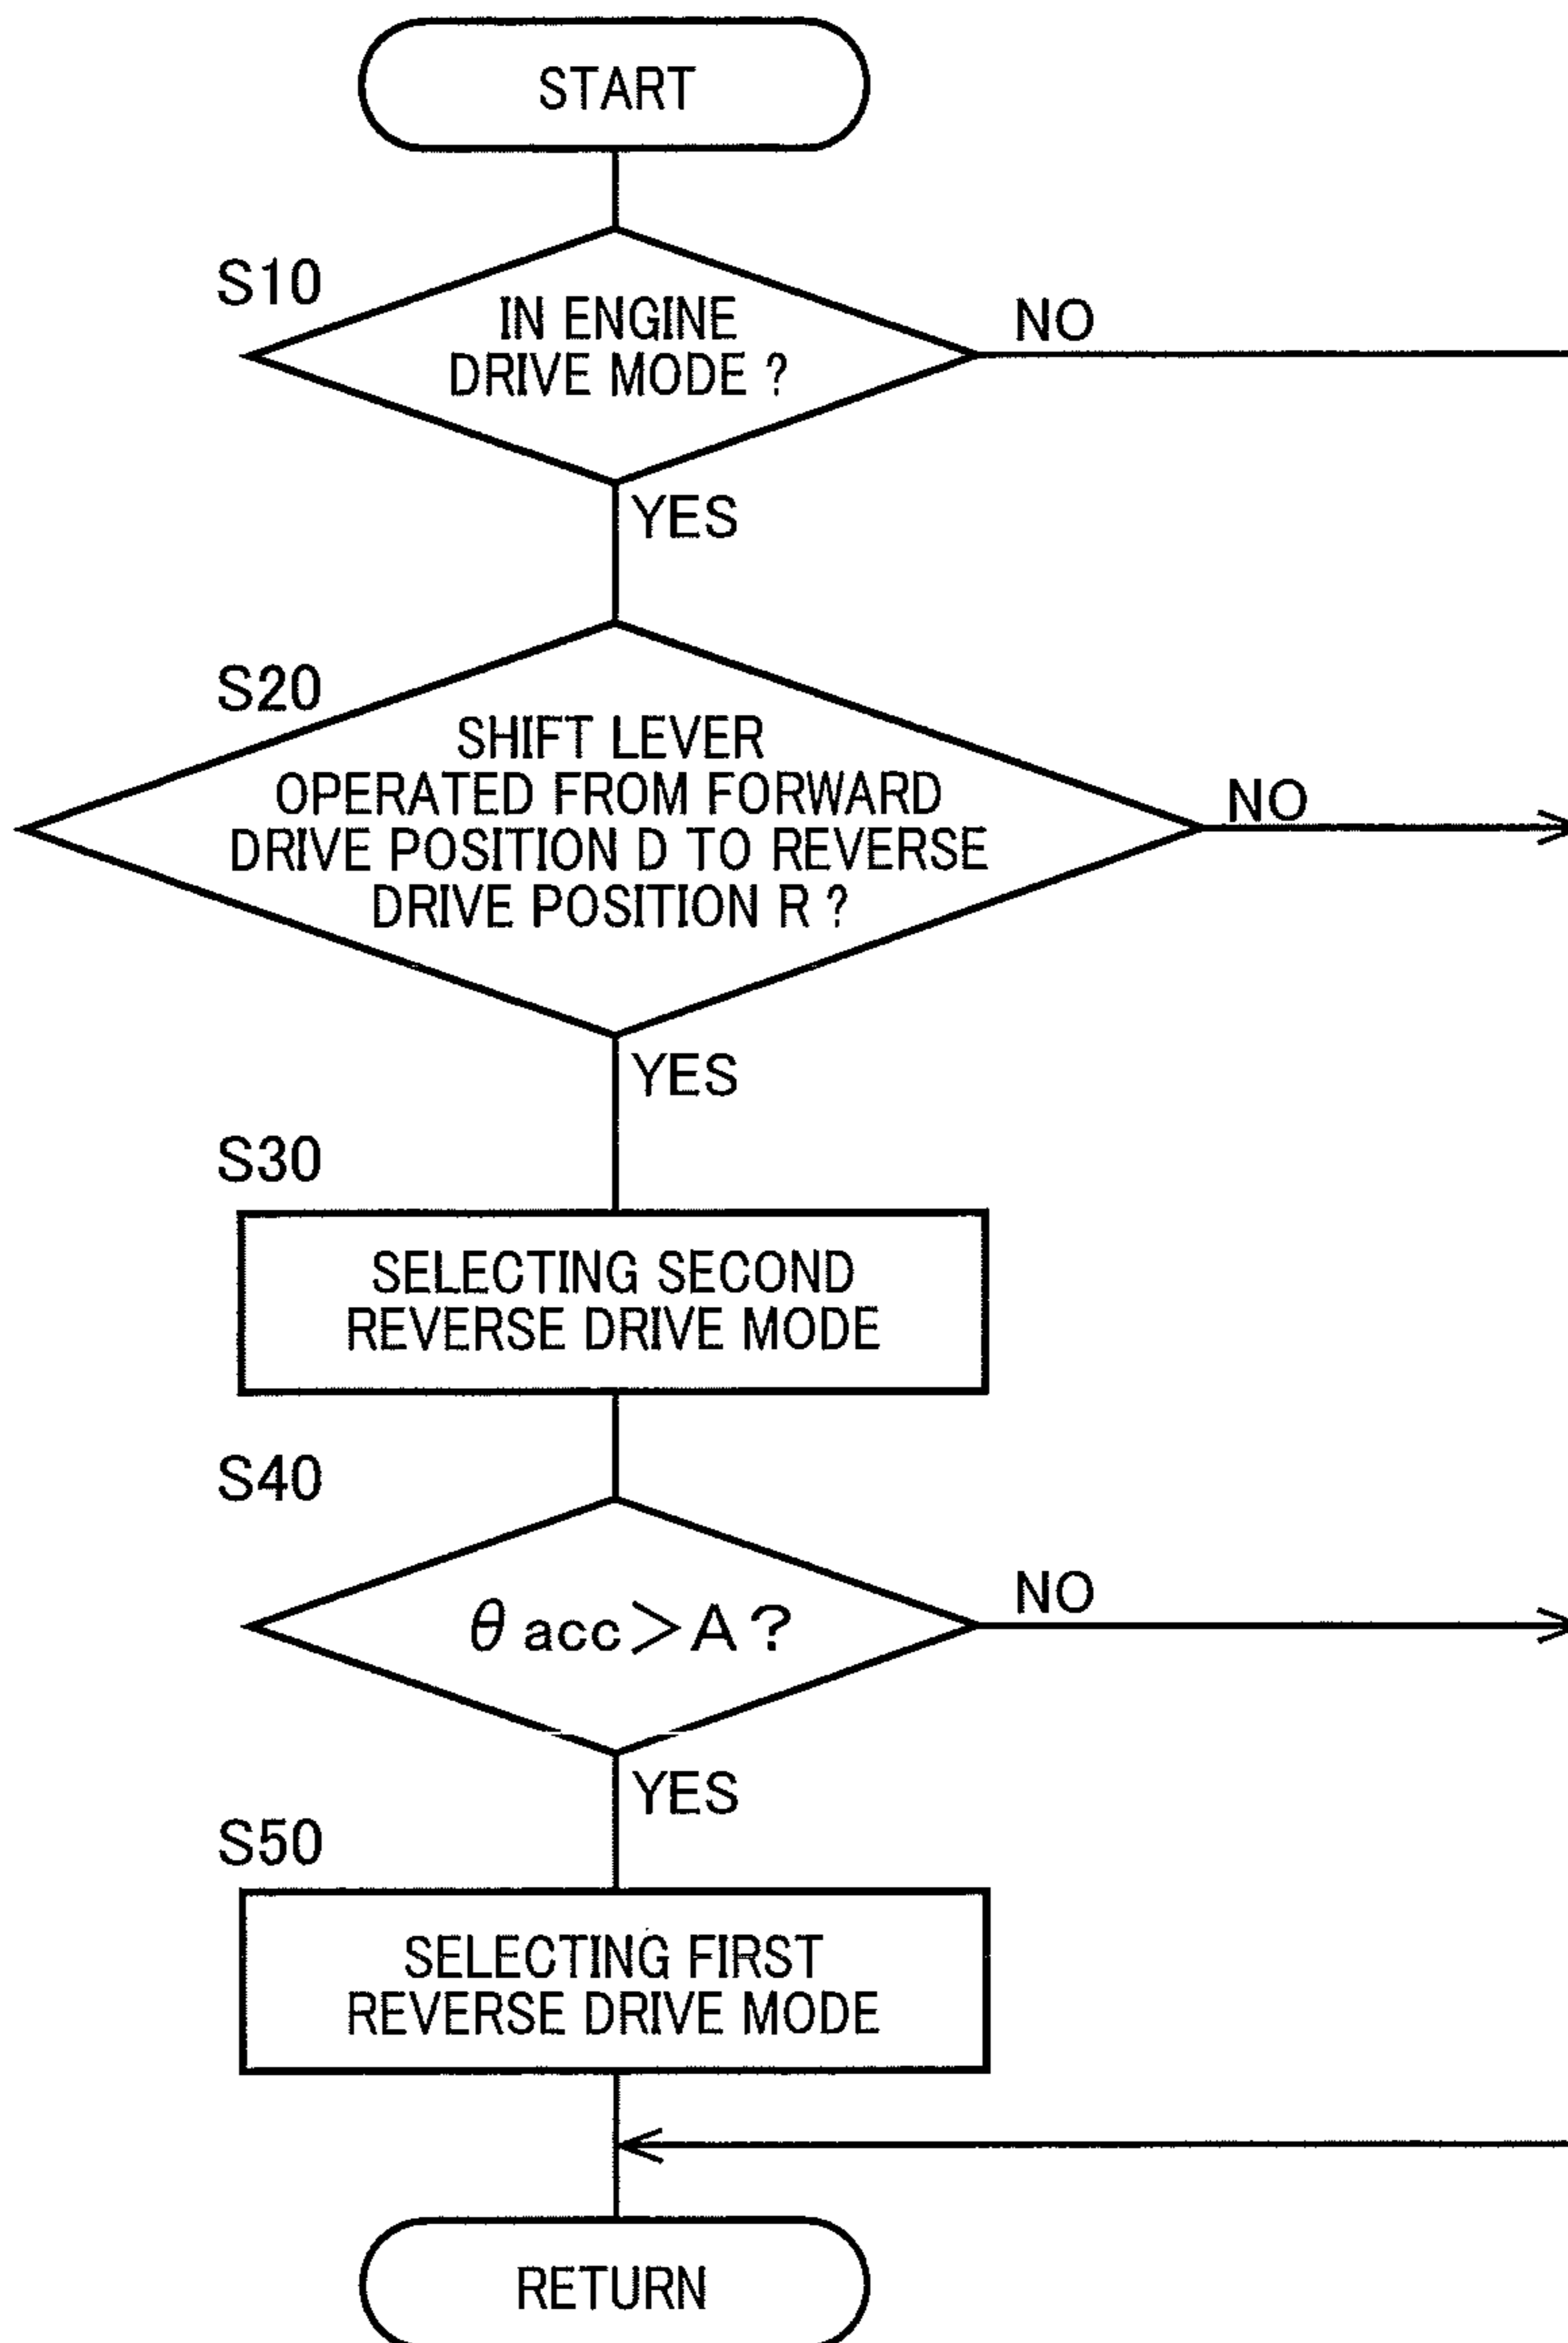 START
S10
IN ENGINE
DRIVE MODE ?
NO
YES
S20
SHIFT LEVER
OPERATED FROM FORWARD
DRIVE POSITION D TO REVERSE
DRIVE POSITION R ?
NO
YES
S30
SELECTING SECOND
REVERSE DRIVE MODE
S40
θ acc>A?
NO
YES
S50
SELECTING FIRST
REVERSE DRIVE MODE
RETURN